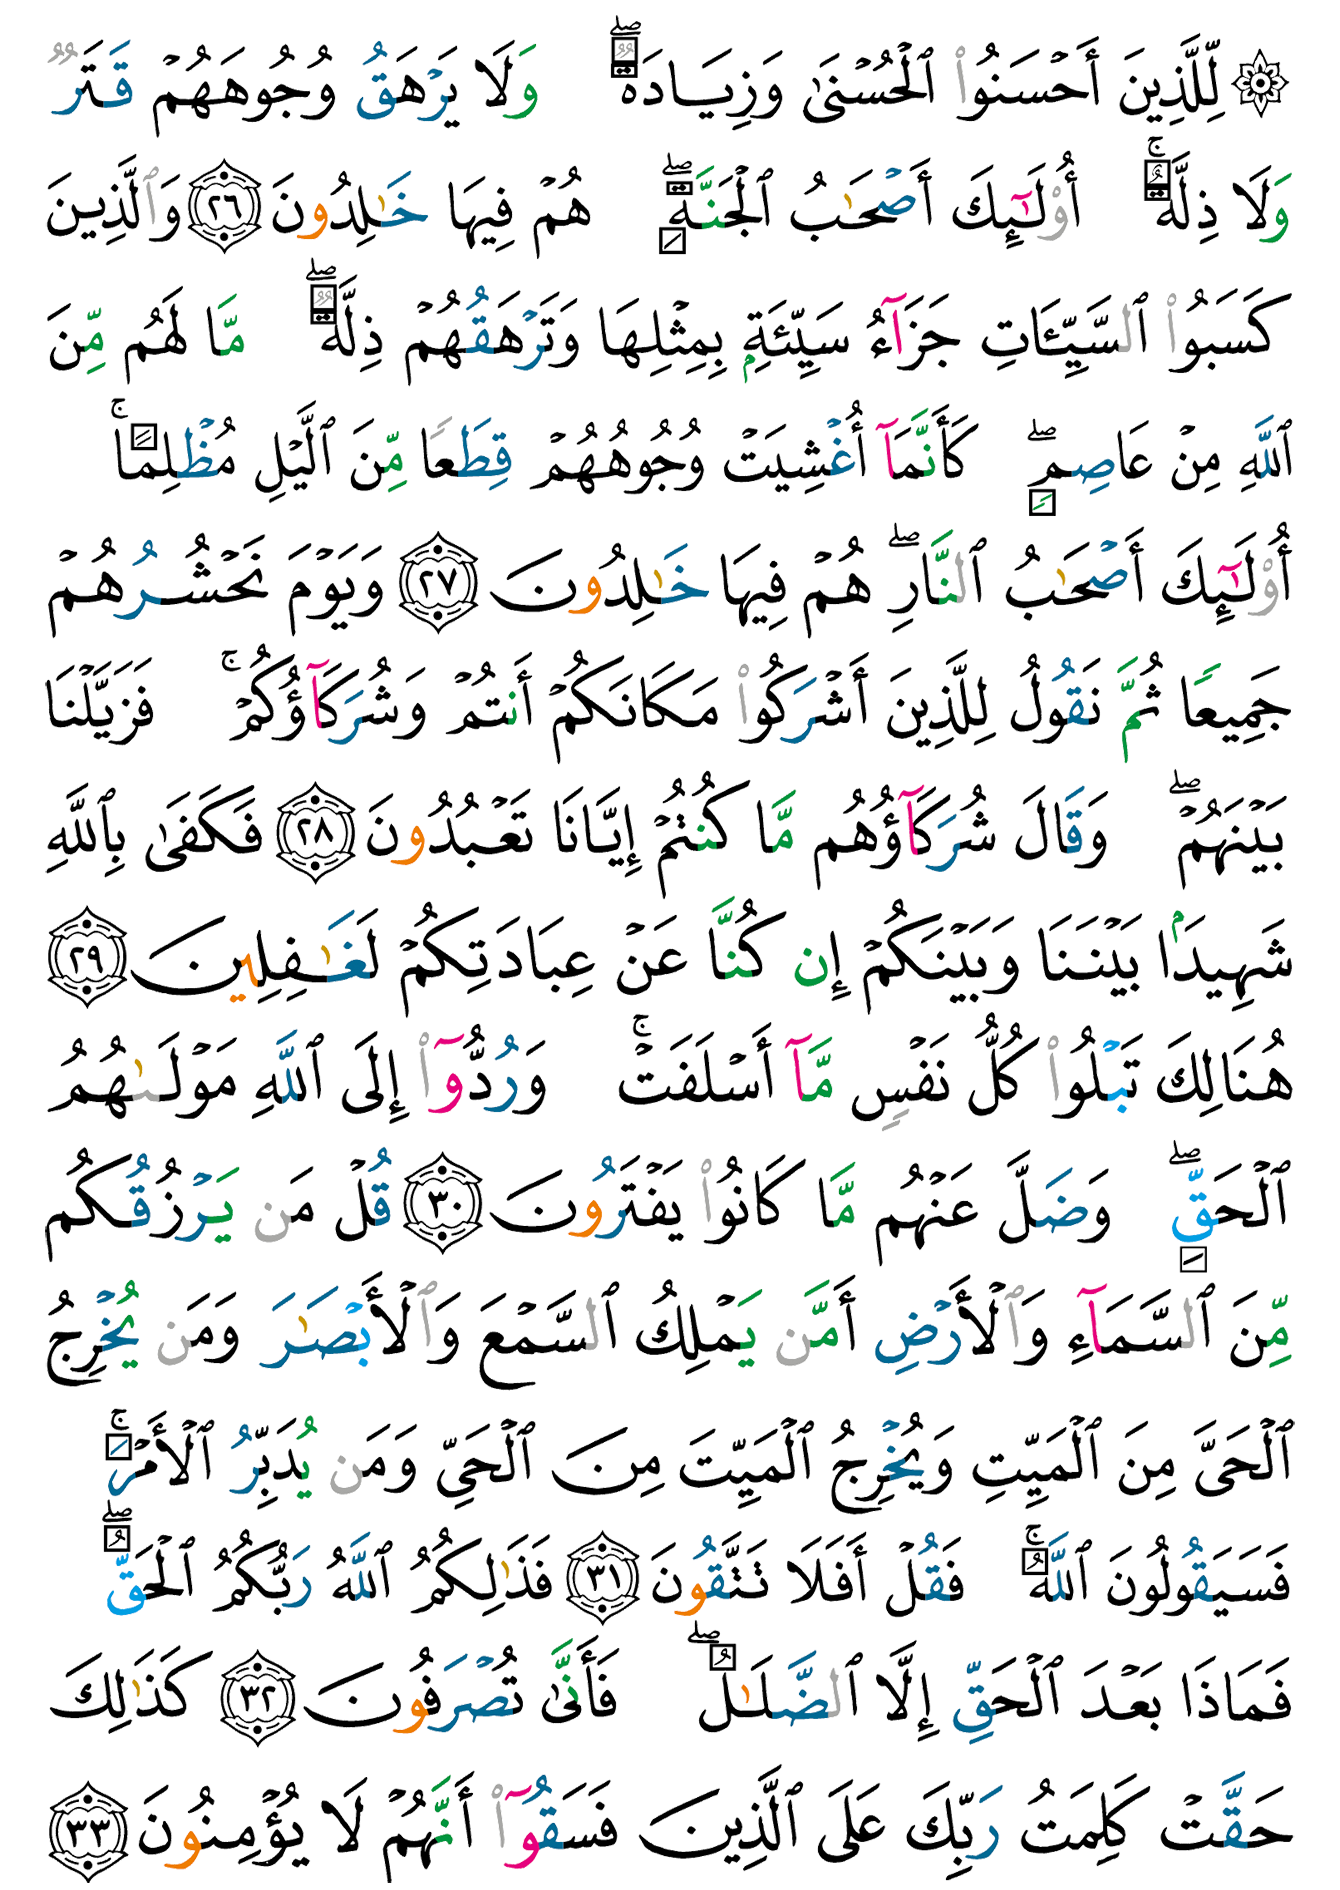 ۞ لِّلَّذِينَ أَحْسَنُوا۟ ٱلْحُسْنَىٰ وَزِيَادَةٌ ۖ وَلَا يَرْهَقُ وُجُوهَهُمْ قَتَرٌ
وَلَا ذِلَّةٌ ۚ أُو۟لَـٰٓئِكَ أَصْحَـٰبُ ٱلْجَنَّةِ ۖ هُمْ فِيهَا خَـٰلِدُونَ ٢٦ وَٱلَّذِينَ
كَسَبُوا۟ ٱلسَّيِّـَٔاتِ جَزَآءُ سَيِّئَةٍۭ بِمِثْلِهَا وَتَرْهَقُهُمْ ذِلَّةٌ ۖ مَّا لَهُم مِّنَ
ٱللَّهِ مِنْ عَاصِمٍ ۖ كَأَنَّمَآ أُغْشِيَتْ وُجُوهُهُمْ قِطَعًا مِّنَ ٱلَّيْلِ مُظْلِمًا ۚ
أُو۟لَـٰٓئِكَ أَصْحَـٰبُ ٱلنَّارِ ۖ هُمْ فِيهَا خَـٰلِدُونَ ٢٧ وَيَوْمَ نَحْشُرُهُمْ
جَمِيعًا ثُمَّ نَقُولُ لِلَّذِينَ أَشْرَكُوا۟ مَكَانَكُمْ أَنتُمْ وَشُرَكَآؤُكُمْ ۚ فَزَيَّلْنَا
بَيْنَهُمْ ۖ وَقَالَ شُرَكَآؤُهُم مَّا كُنتُمْ إِيَّانَا تَعْبُدُونَ ٢٨ فَكَفَىٰ بِٱللَّهِ
شَهِيدًۢا بَيْنَنَا وَبَيْنَكُمْ إِن كُنَّا عَنْ عِبَادَتِكُمْ لَغَـٰفِلِينَ ٢٩
هُنَالِكَ تَبْلُوا۟ كُلُّ نَفْسٍ مَّآ أَسْلَفَتْ ۚ وَرُدُّوٓا۟ إِلَى ٱللَّهِ مَوْلَىٰهُمُ
ٱلْحَقِّ ۖ وَضَلَّ عَنْهُم مَّا كَانُوا۟ يَفْتَرُونَ ٣٠ قُلْ مَن يَرْزُقُكُم
مِّنَ ٱلسَّمَآءِ وَٱلْأَرْضِ أَمَّن يَمْلِكُ ٱلسَّمْعَ وَٱلْأَبْصَـٰرَ وَمَن يُخْرِجُ
ٱلْحَىَّ مِنَ ٱلْمَيِّتِ وَيُخْرِجُ ٱلْمَيِّتَ مِنَ ٱلْحَىِّ وَمَن يُدَبِّرُ ٱلْأَمْرَ ۚ
فَسَيَقُولُونَ ٱللَّهُ ۚ فَقُلْ أَفَلَا تَتَّقُونَ ٣١ فَذَٰلِكُمُ ٱللَّهُ رَبُّكُمُ ٱلْحَقُّ ۖ
فَمَاذَا بَعْدَ ٱلْحَقِّ إِلَّا ٱلضَّلَـٰلُ ۖ فَأَنَّىٰ تُصْرَفُونَ ٣٢ كَذَٰلِكَ
حَقَّتْ كَلِمَتُ رَبِّكَ عَلَى ٱلَّذِينَ فَسَقُوٓا۟ أَنَّهُمْ لَا يُؤْمِنُونَ ٣٣